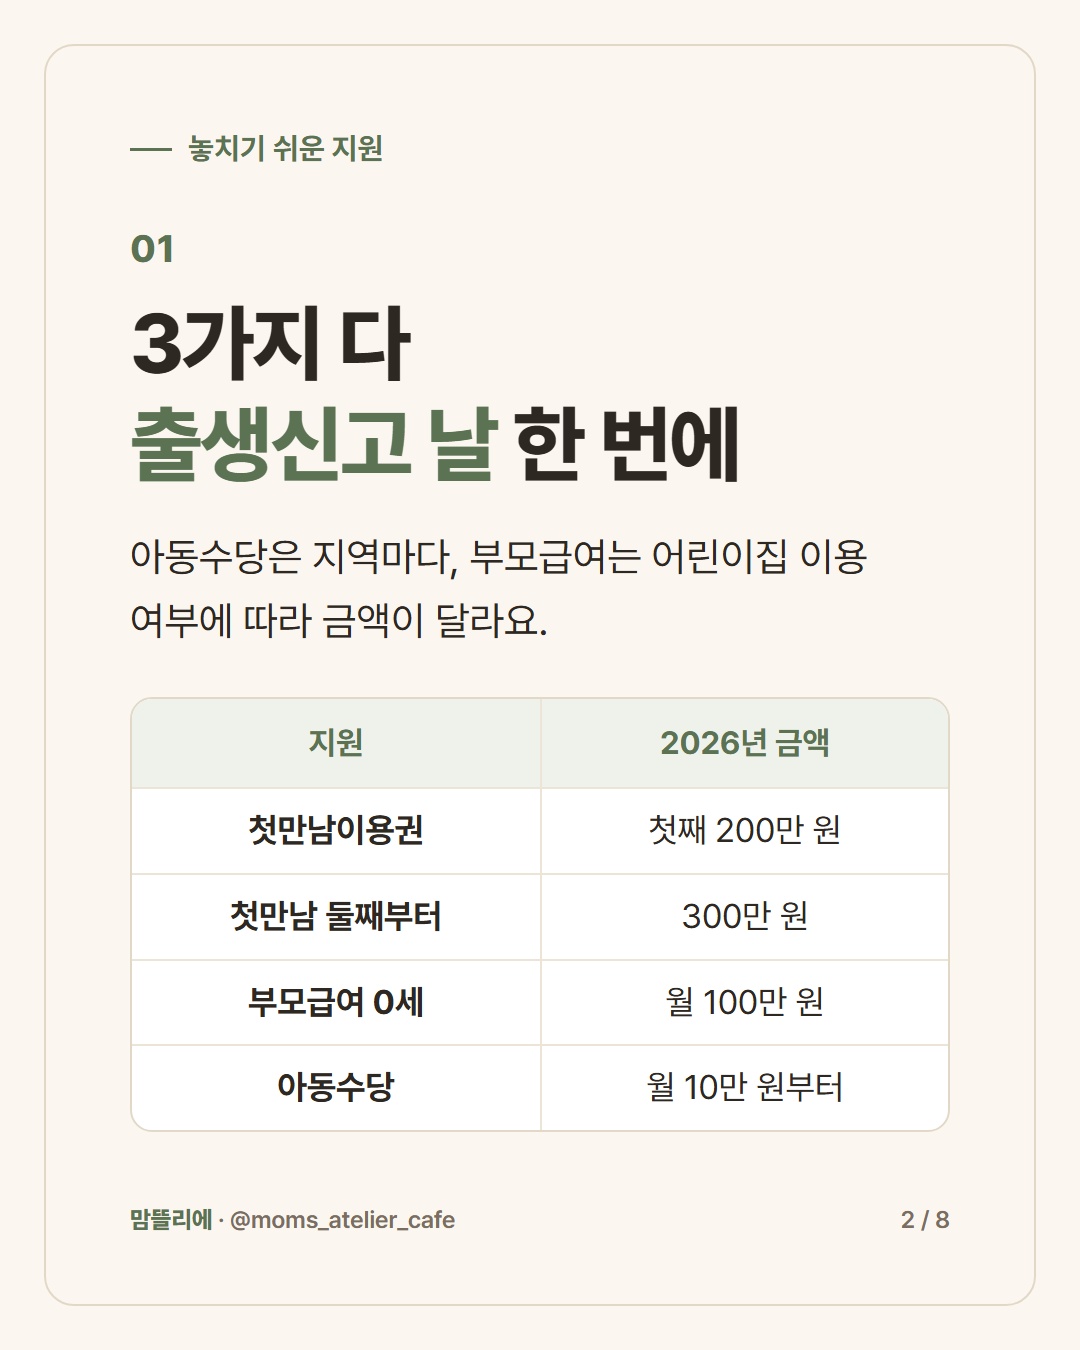 놓치기 쉬운 지원
01
3가지 다
출생신고 날 한 번에
아동수당은 지역마다, 부모급여는 어린이집 이용
여부에 따라 금액이 달라요.
지원 2026년 금액
첫만남이용권 첫째 200만 원
첫만남 둘째부터 300만 원
부모급여 0세 월 100만 원
아동수당 월 10만 원부터
맘뜰리에 · @moms_atelier_cafe 2 / 8